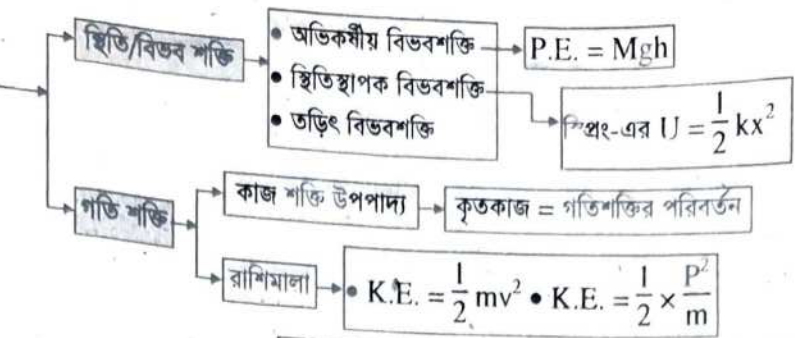 স্থিতি/বিভব শক্তি
• অভিকর্ষীয় বিভবশক্তি
P.E. = Mgh
• স্থিতিস্থাপক বিভবশক্তি
স্প্রিং-এর U = 1/2 kx²
• তড়িৎ বিভবশক্তি
গতি শক্তি
কাজ শক্তি উপপাদ্য
কৃতকাজ = গতিশক্তির পরিবর্তন
রাশিমালা
• K.E. = 1/2 mv² • K.E. = 1/2 × P²/m